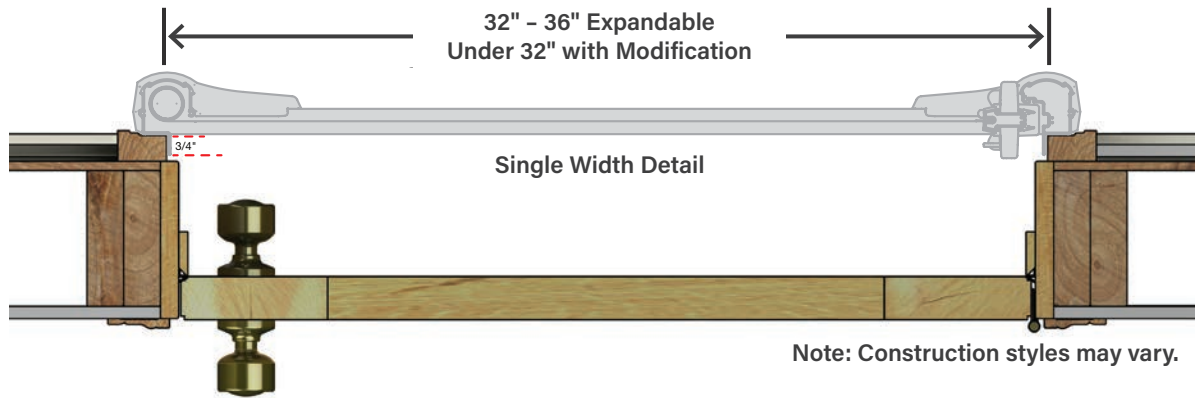 32" – 36" Expandable
Under 32" with Modification
3/4"
Single Width Detail
Note: Construction styles may vary.